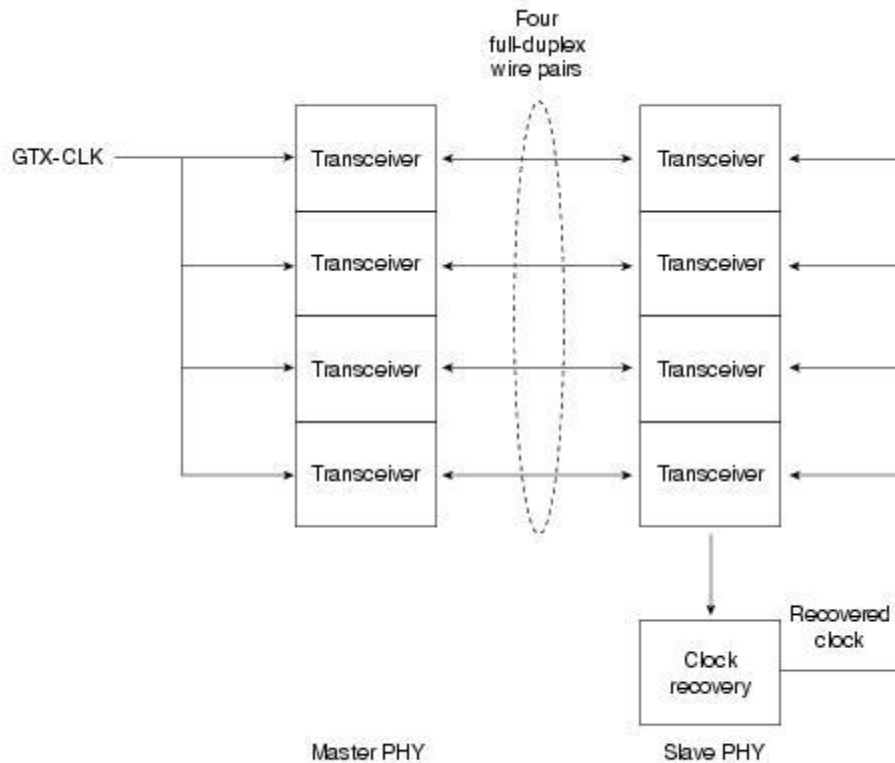 Four
full-duplex
wire pairs
GTX-CLK
Transceiver
Transceiver
Transceiver
Transceiver
Transceiver
Transceiver
Transceiver
Transceiver
Recovered
clock
Clock
recovery
Master PHY
Slave PHY